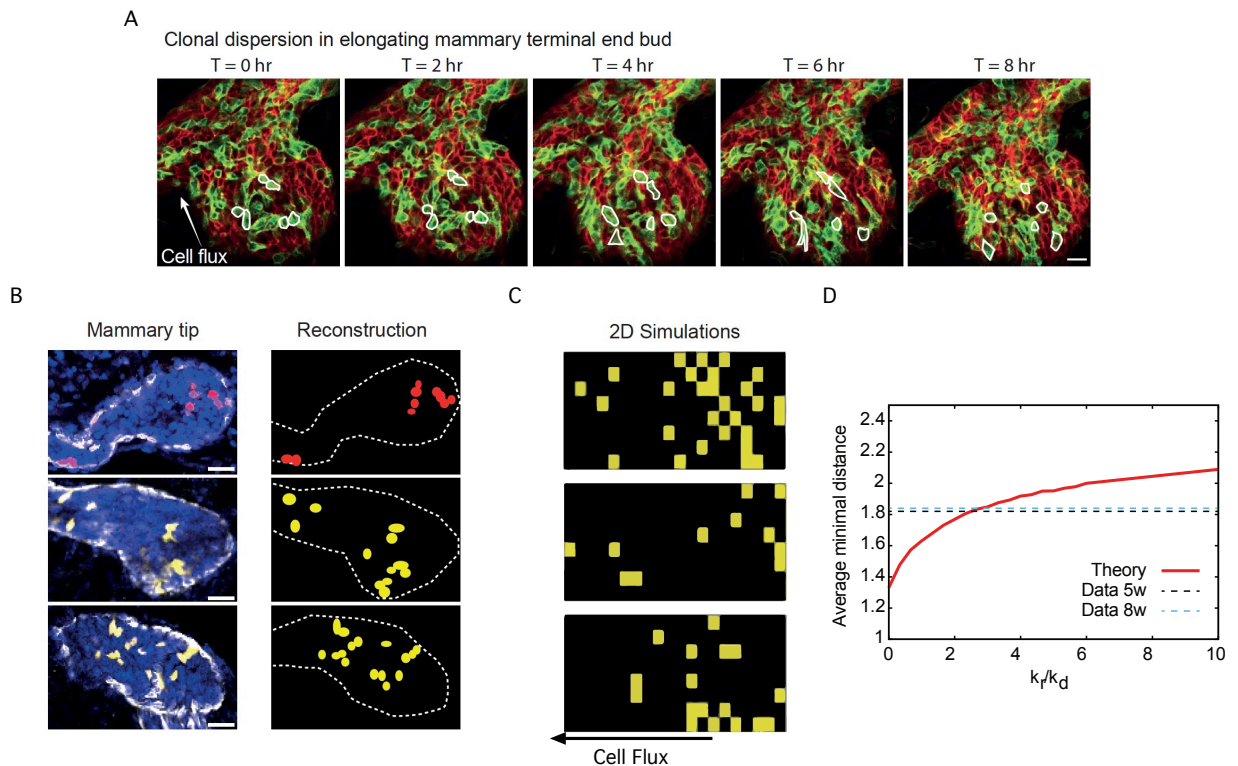 A
Clonal dispersion in elongating mammary terminal end bud
T = 0 hr
T = 2 hr
T = 4 hr
T = 6 hr
T = 8 hr
Cell flux
B
C
D
Mammary tip
Reconstruction
2D Simulations
Cell Flux
Average minimal distance
2.4
2.2
2
1.8
1.6
1.4
1.2
1
Theory
Data 5w
Data 8w
0
2
4
6
8
10
kr/kd